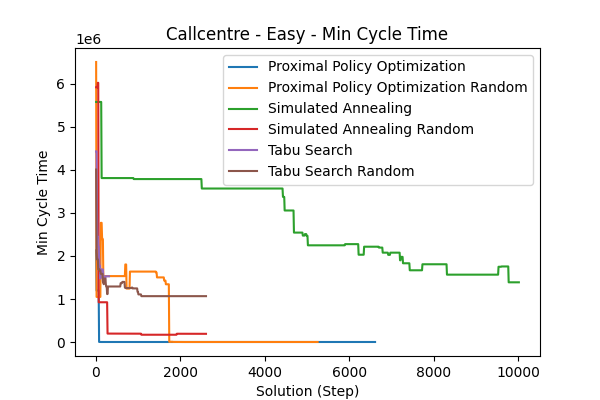 Callcentre - Easy - Min Cycle Time
1e6
Proximal Policy Optimization
Proximal Policy Optimization Random
Simulated Annealing
Simulated Annealing Random
Tabu Search
Tabu Search Random
6
5
4
3
2
1
0
Min Cycle Time
0 2000 4000 6000 8000 10000
Solution (Step)